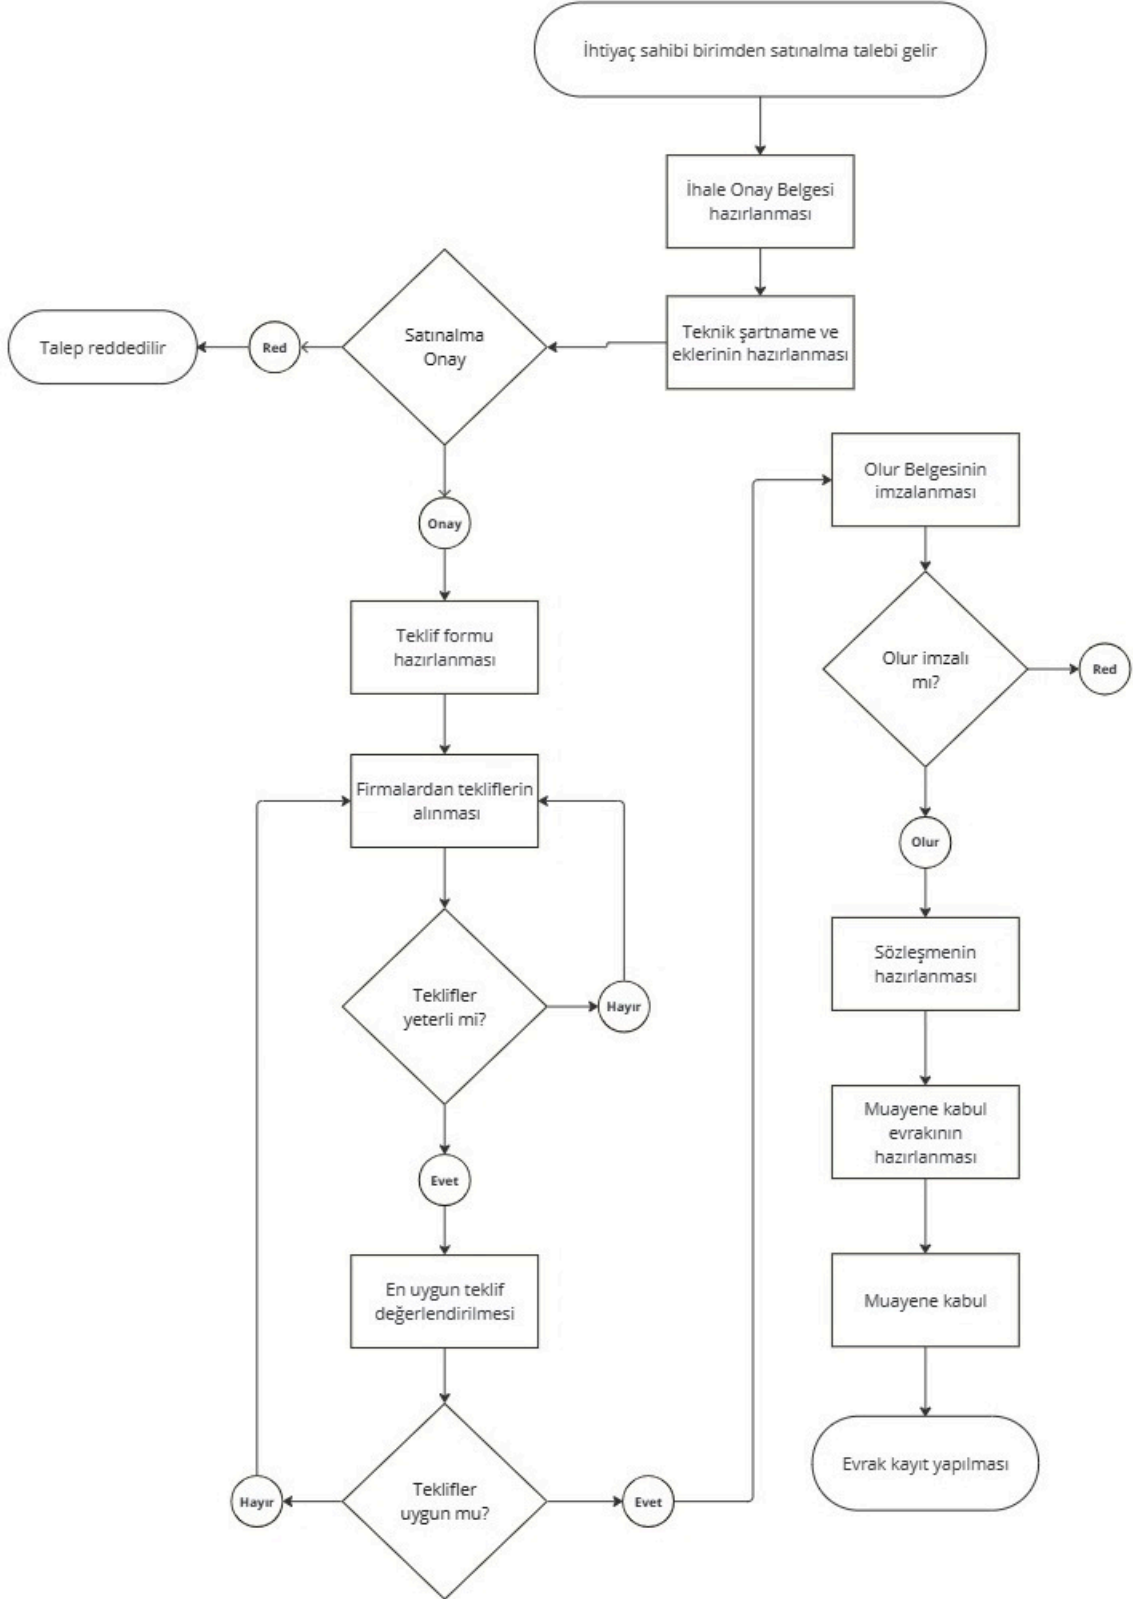 İhtiyaç sahibi birimden satınalma talebi gelir
İhale Onay Belgesi
hazırlanması
Teknik şartname ve
eklerinin hazırlanması
Satınalma
Onay
Red
Talep reddedilir
Onay
Teklif formu
hazırlanması
Firmalardan tekliflerin
alınması
Teklifler
yeterli mi?
Hayır
Evet
En uygun teklif
değerlendirilmesi
Teklifler
uygun mu?
Hayır
Evet
Olur Belgesinin
imzalanması
Olur imzalı
mı?
Red
Olur
Sözleşmenin
hazırlanması
Muayene kabul
evrakının
hazırlanması
Muayene kabul
Evrak kayıt yapılması